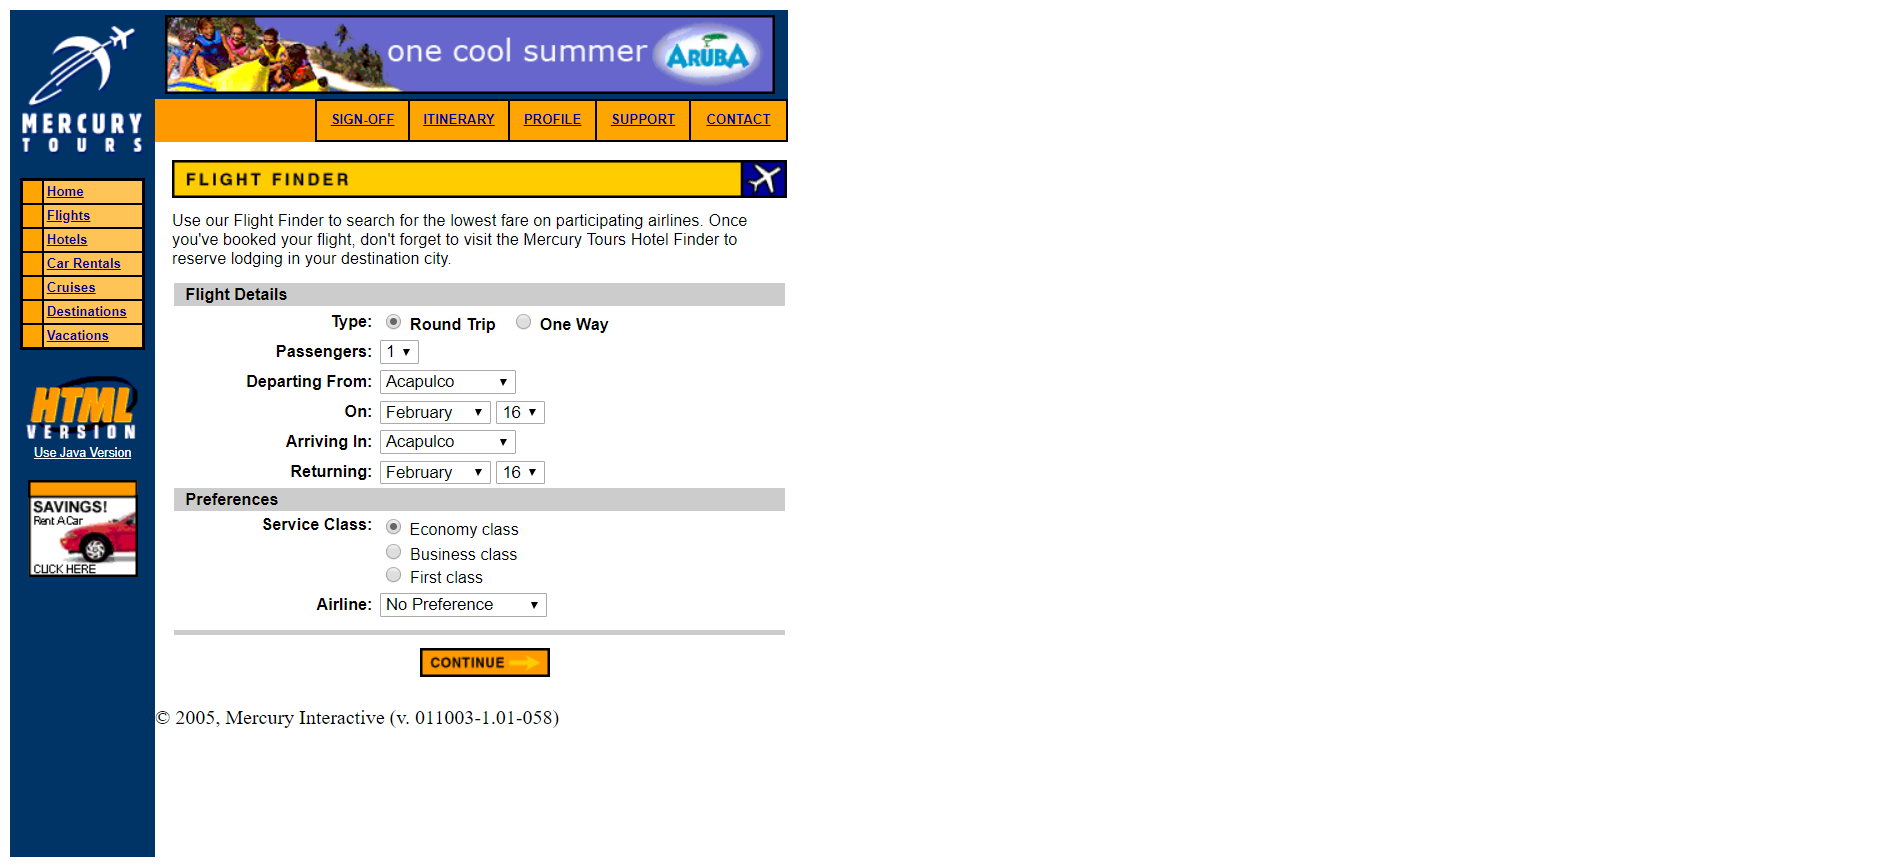 one cool summer ARUBA
MERCURY
TOURS
SIGN-OFF ITINERARY PROFILE SUPPORT CONTACT
FLIGHT FINDER
Home
Flights
Hotels
Car Rentals
Cruises
Destinations
Vacations
HTML
VERSION
Use Java Version
SAVINGS!
Rent A Car
CLICK HERE
Use our Flight Finder to search for the lowest fare on participating airlines. Once
you've booked your flight, don't forget to visit the Mercury Tours Hotel Finder to
reserve lodging in your destination city.
Flight Details
Type: Round Trip One Way
Passengers: 1
Departing From: Acapulco
On: February 16
Arriving In: Acapulco
Returning: February 16
Preferences
Service Class: Economy class
Business class
First class
Airline: No Preference
CONTINUE
© 2005, Mercury Interactive (v. 011003-1.01-058)